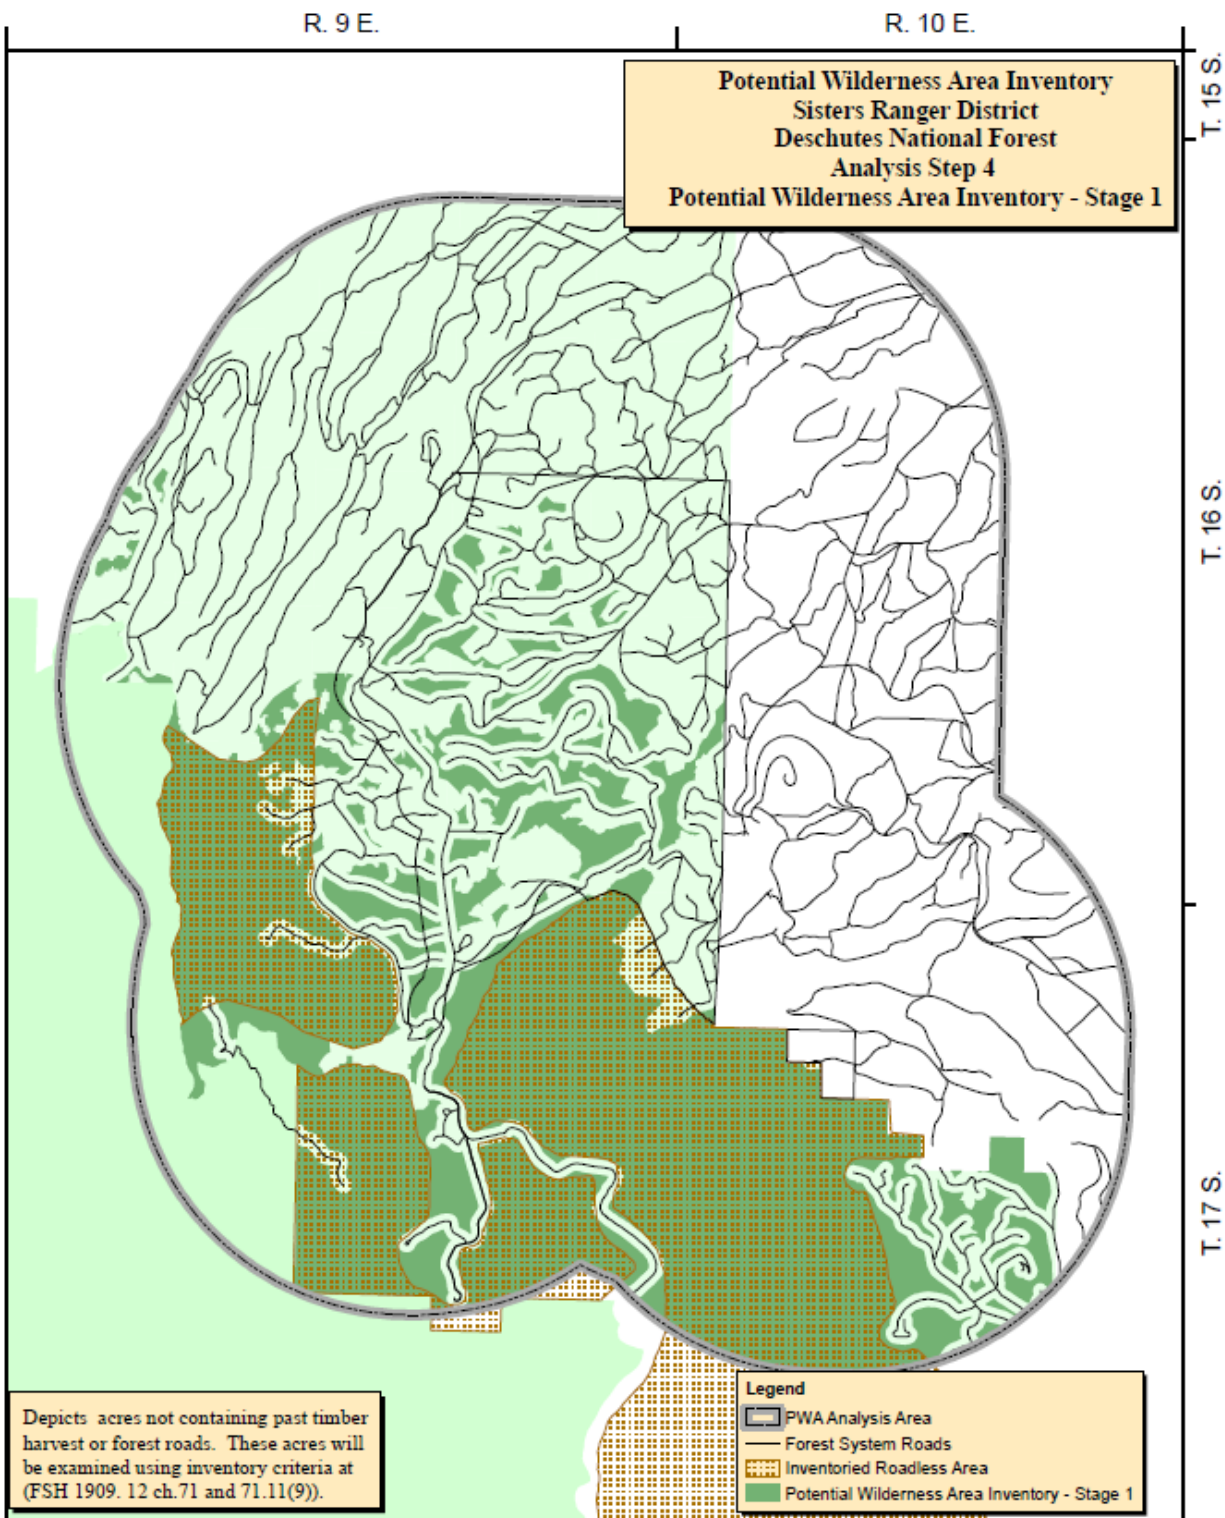 R. 9 E.
R. 10 E.
T. 15 S.
Potential Wilderness Area Inventory
Sisters Ranger District
Deschutes National Forest
Analysis Step 4
Potential Wilderness Area Inventory - Stage 1
T. 16 S.
T. 17 S.
Depicts acres not containing past timber
harvest or forest roads. These acres will
be examined using inventory criteria at
(FSH 1909. 12 ch.71 and 71.11(9)).
Legend
PWA Analysis Area
Forest System Roads
Inventoried Roadless Area
Potential Wilderness Area Inventory - Stage 1